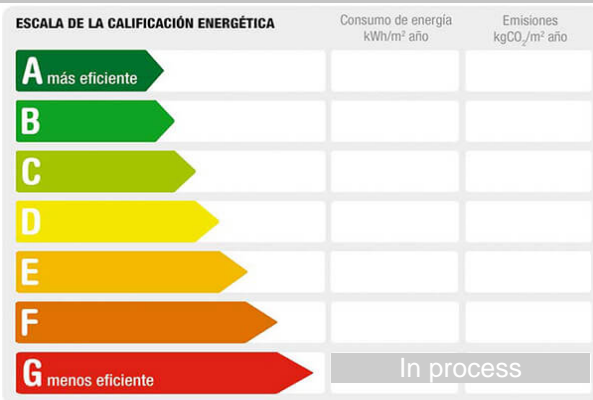 ESCALA DE LA CALIFICACIÓN ENERGÉTICA
Consumo de energía
kWh/m² año
Emisiones
kgCO₂/m² año
A más eficiente
B
C
D
E
F
G menos eficiente
In process